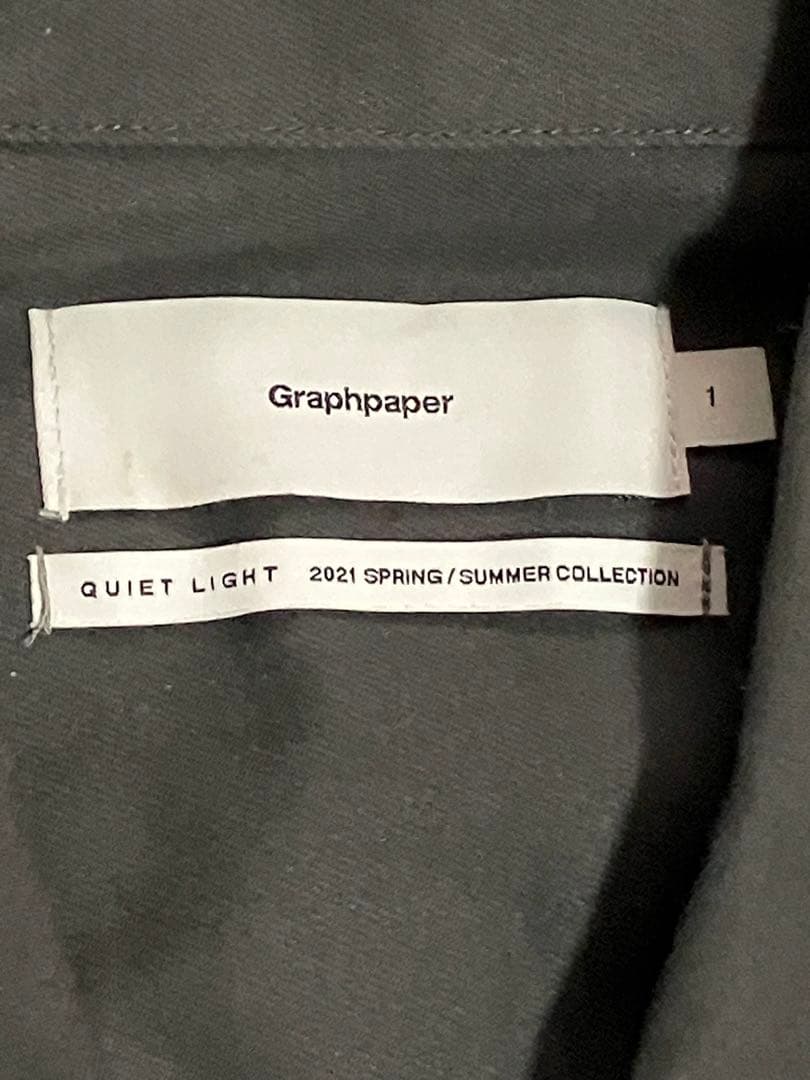 Graphpaper
1
QUIET LIGHT 2021 SPRING/SUMMER COLLECTION